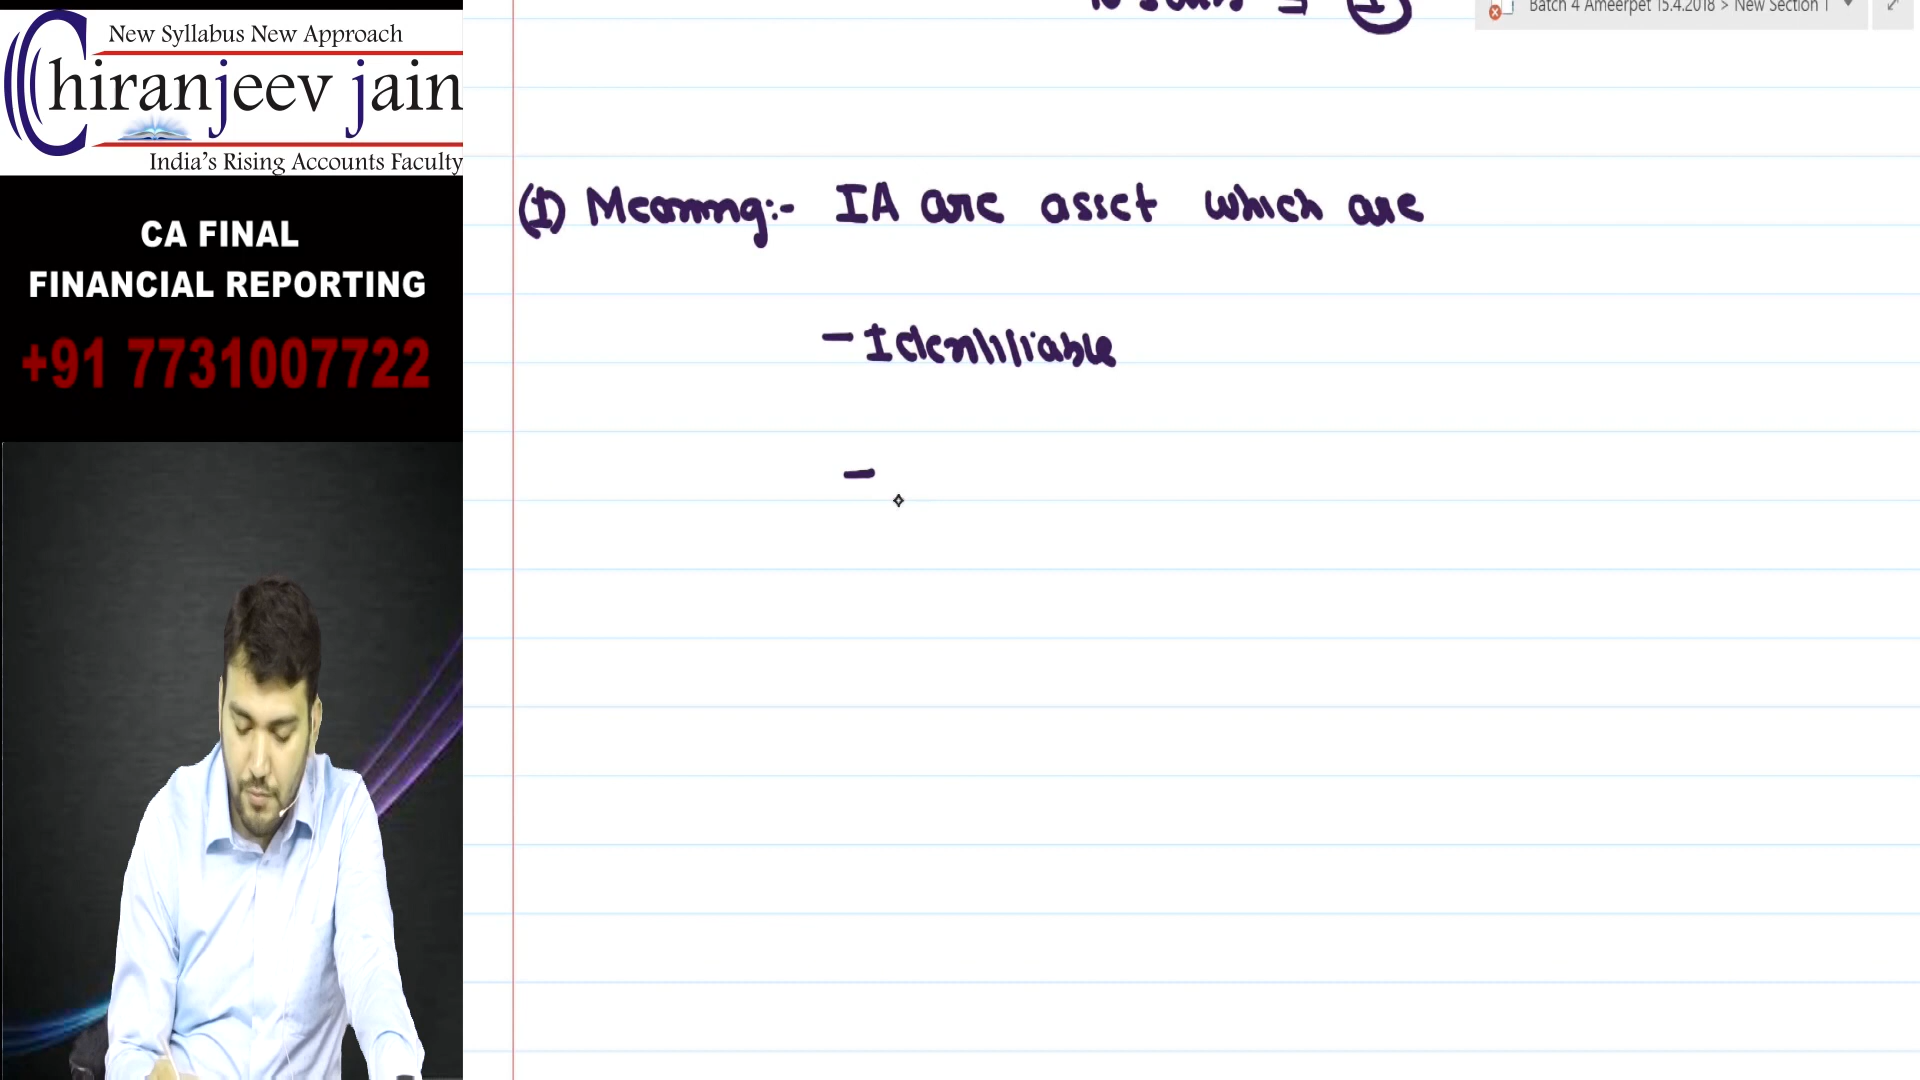 New Syllabus New Approach
Chiranjeev jain
India's Rising Accounts Faculty
CA FINAL
FINANCIAL REPORTING
+91 7731007722
Batch 4 Ameerpet 15.4.2018 > New Section 1
(1) Meaning:- IA are asset which are
- Identifiable
-